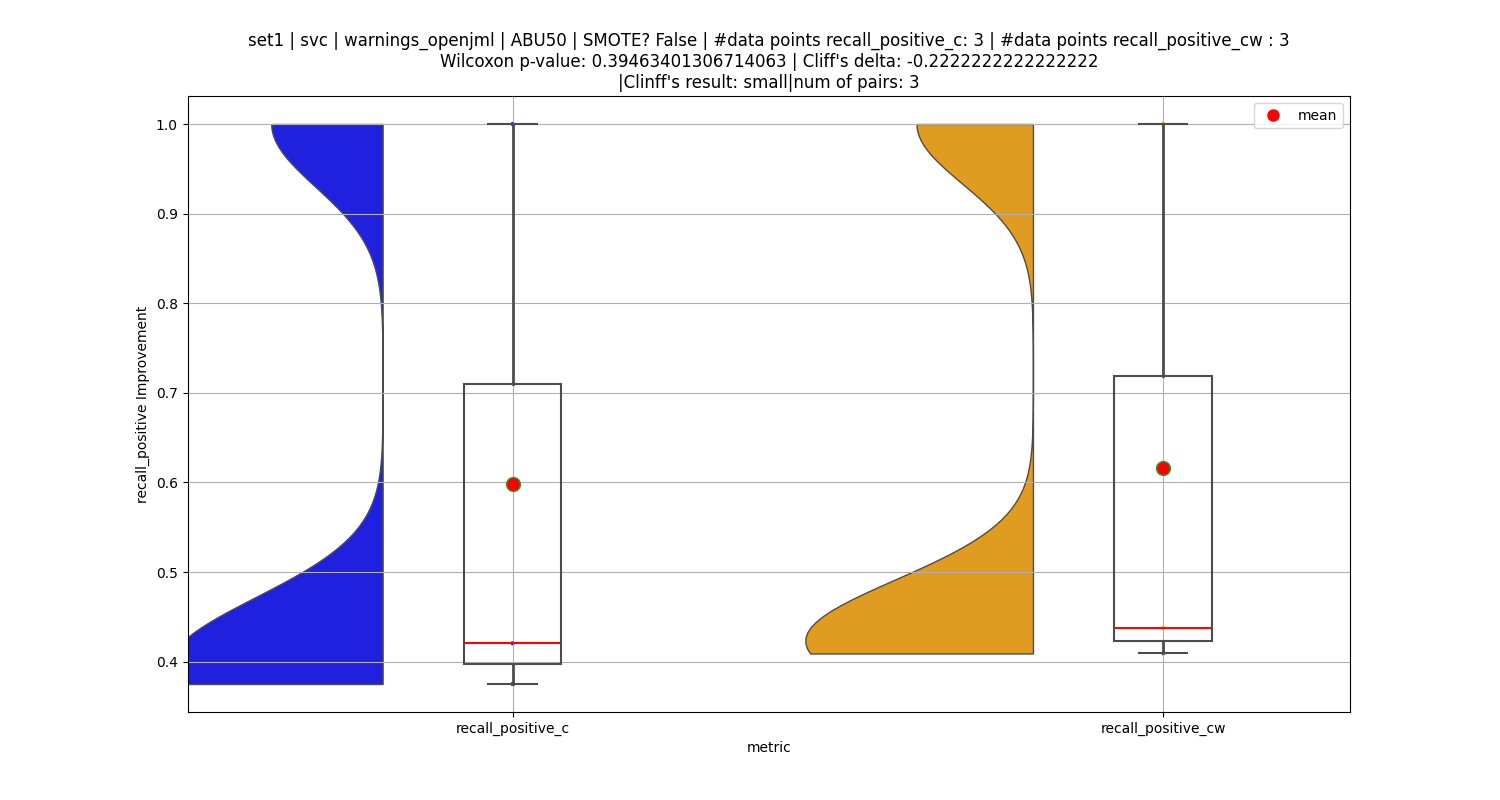 set1 | svc | warnings_openjml | ABU50 | SMOTE? False | #data points recall_positive_c: 3 | #data points recall_positive_cw : 3
Wilcoxon p-value: 0.39463401306714063 | Cliff's delta: -0.2222222222222222
|Clinff's result: small|num of pairs: 3
mean
1.0
0.9
0.8
0.7
0.6
0.5
0.4
recall_positive Improvement
recall_positive_c
recall_positive_cw
metric